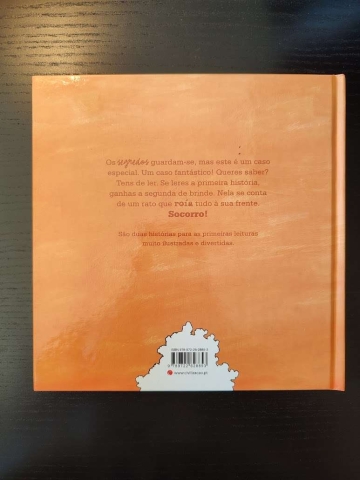 Os segredos guardam-se, mas este é um caso
especial. Um caso fantástico! Queres saber?
Tens de ler. Se leres a primeira história,
ganhas a segunda de brinde. Nela se conta
de um rato que roía tudo à sua frente.
Socorro!
São duas histórias para as primeiras leituras
muito ilustradas e divertidas.